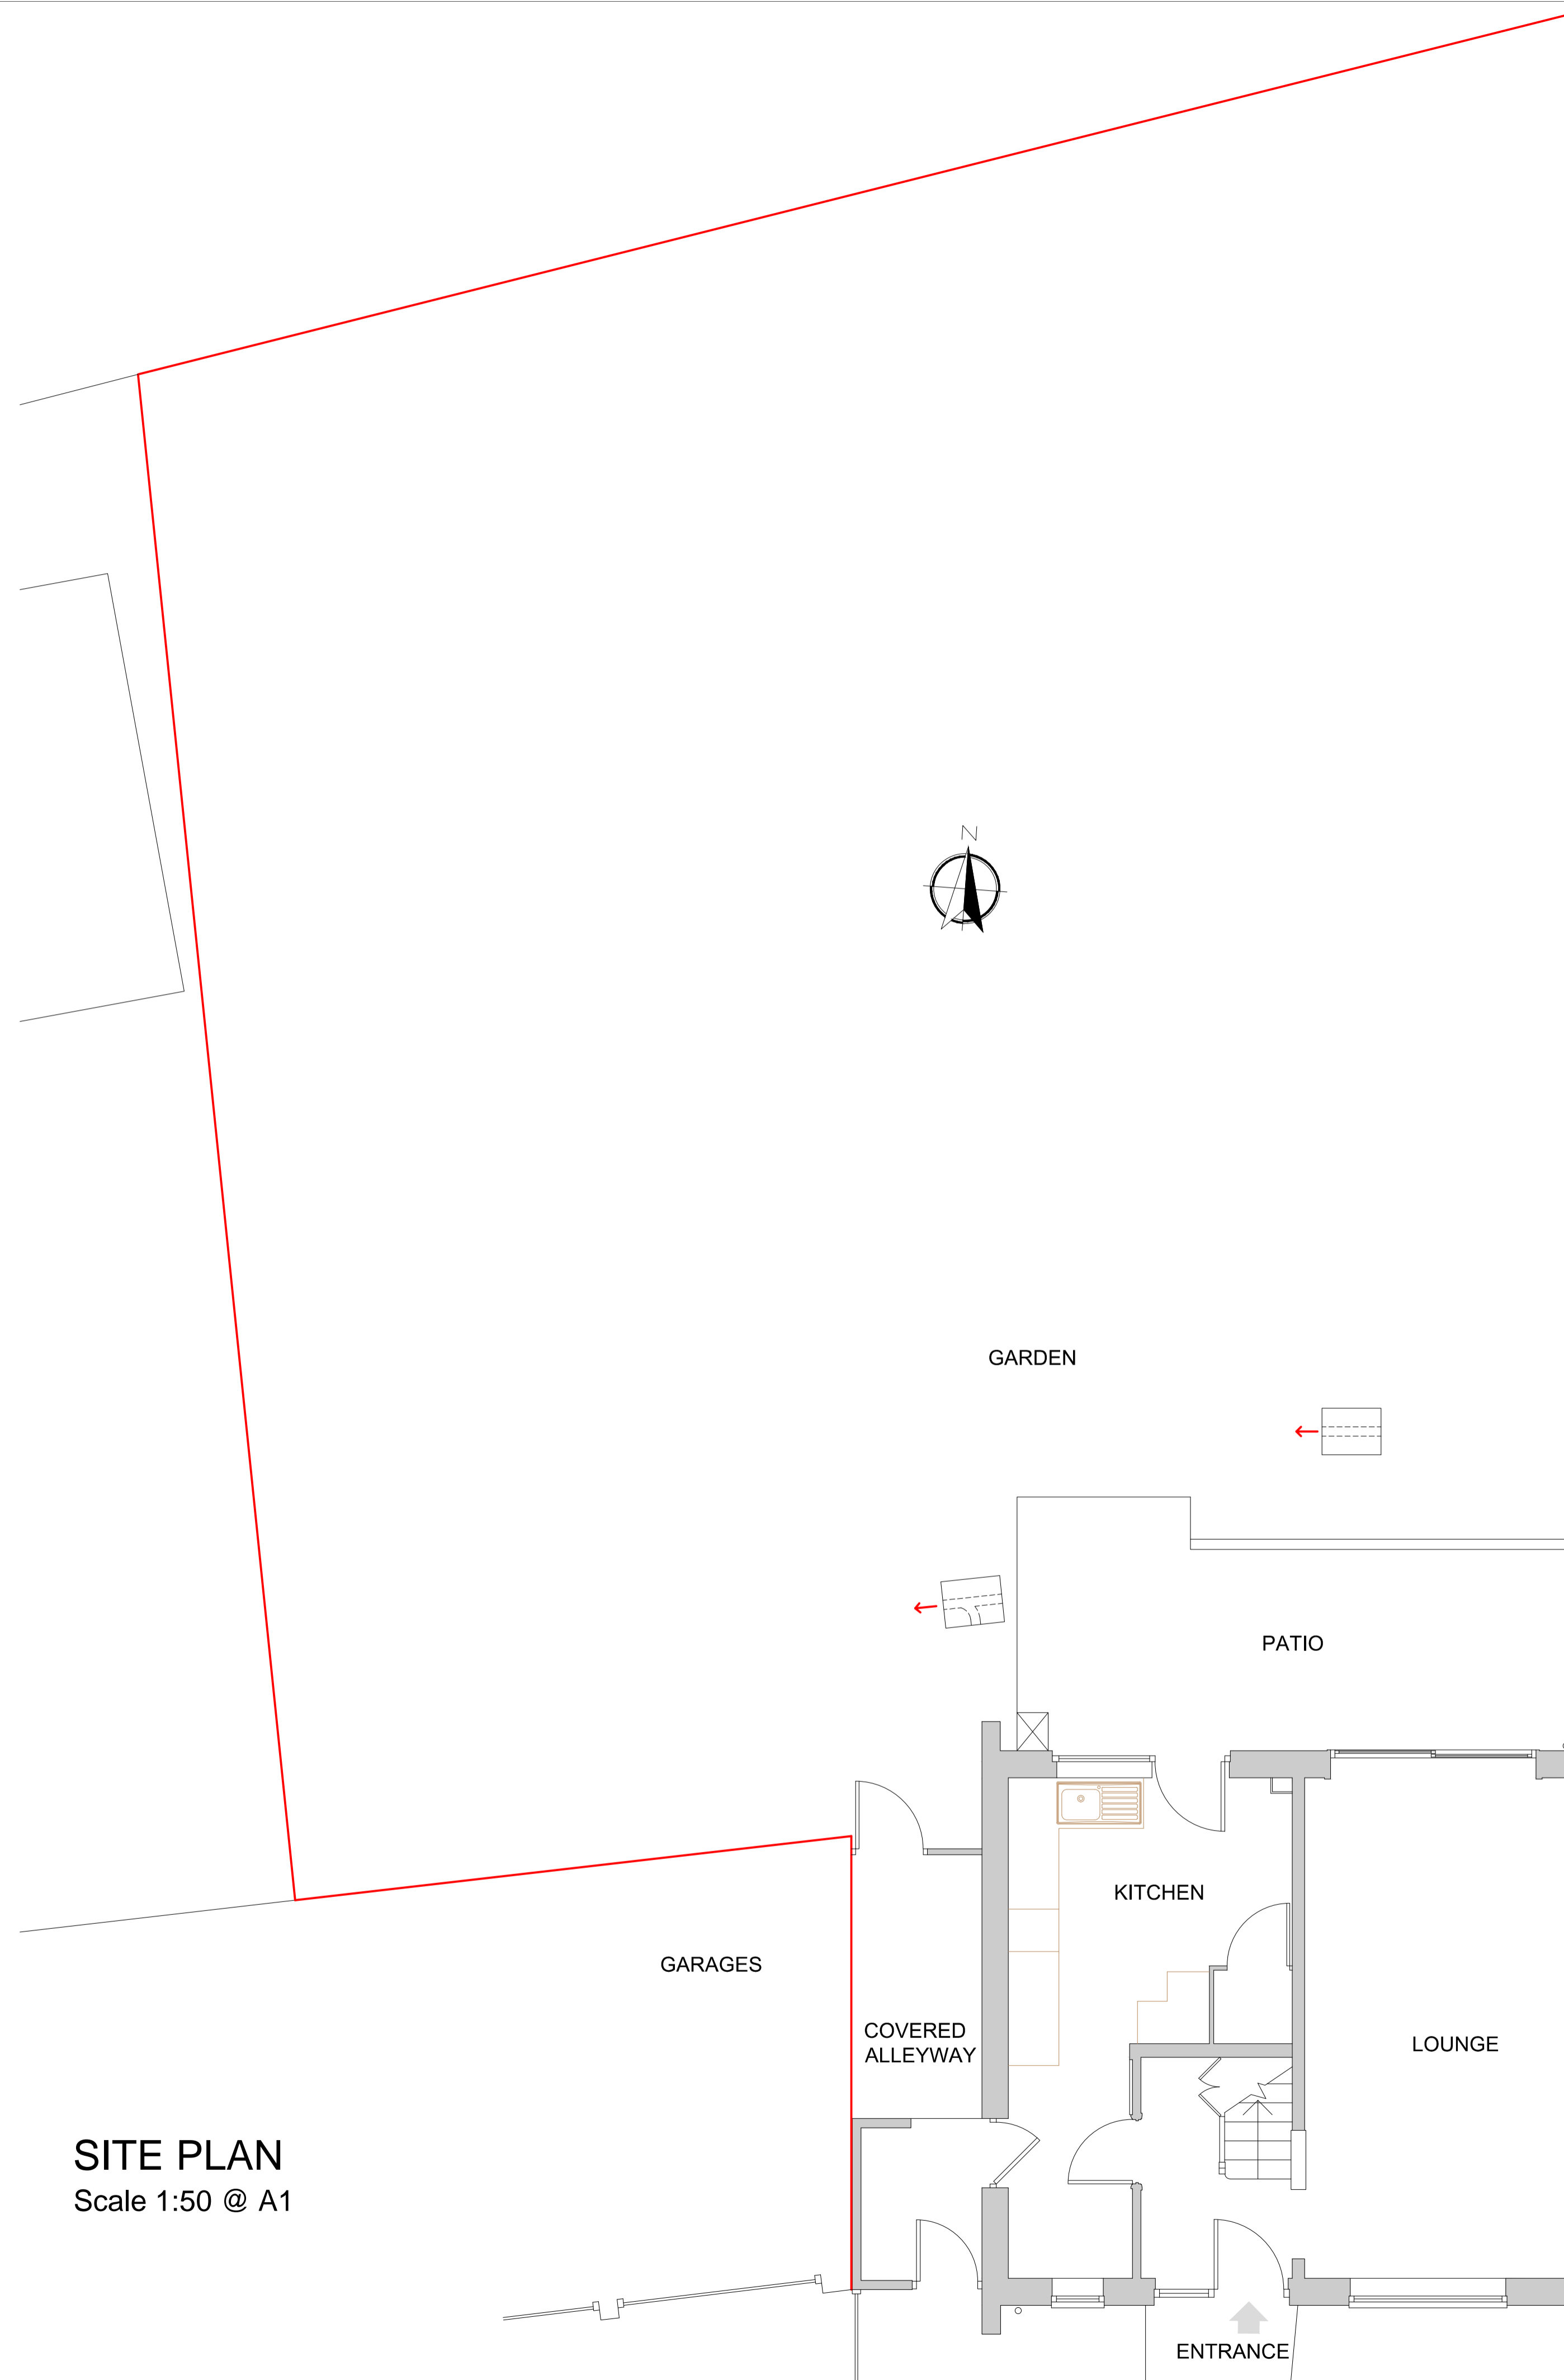 N
GARDEN
PATIO
KITCHEN
GARAGES
COVERED
ALLEYWAY
LOUNGE
SITE PLAN
Scale 1:50 @ A1
ENTRANCE